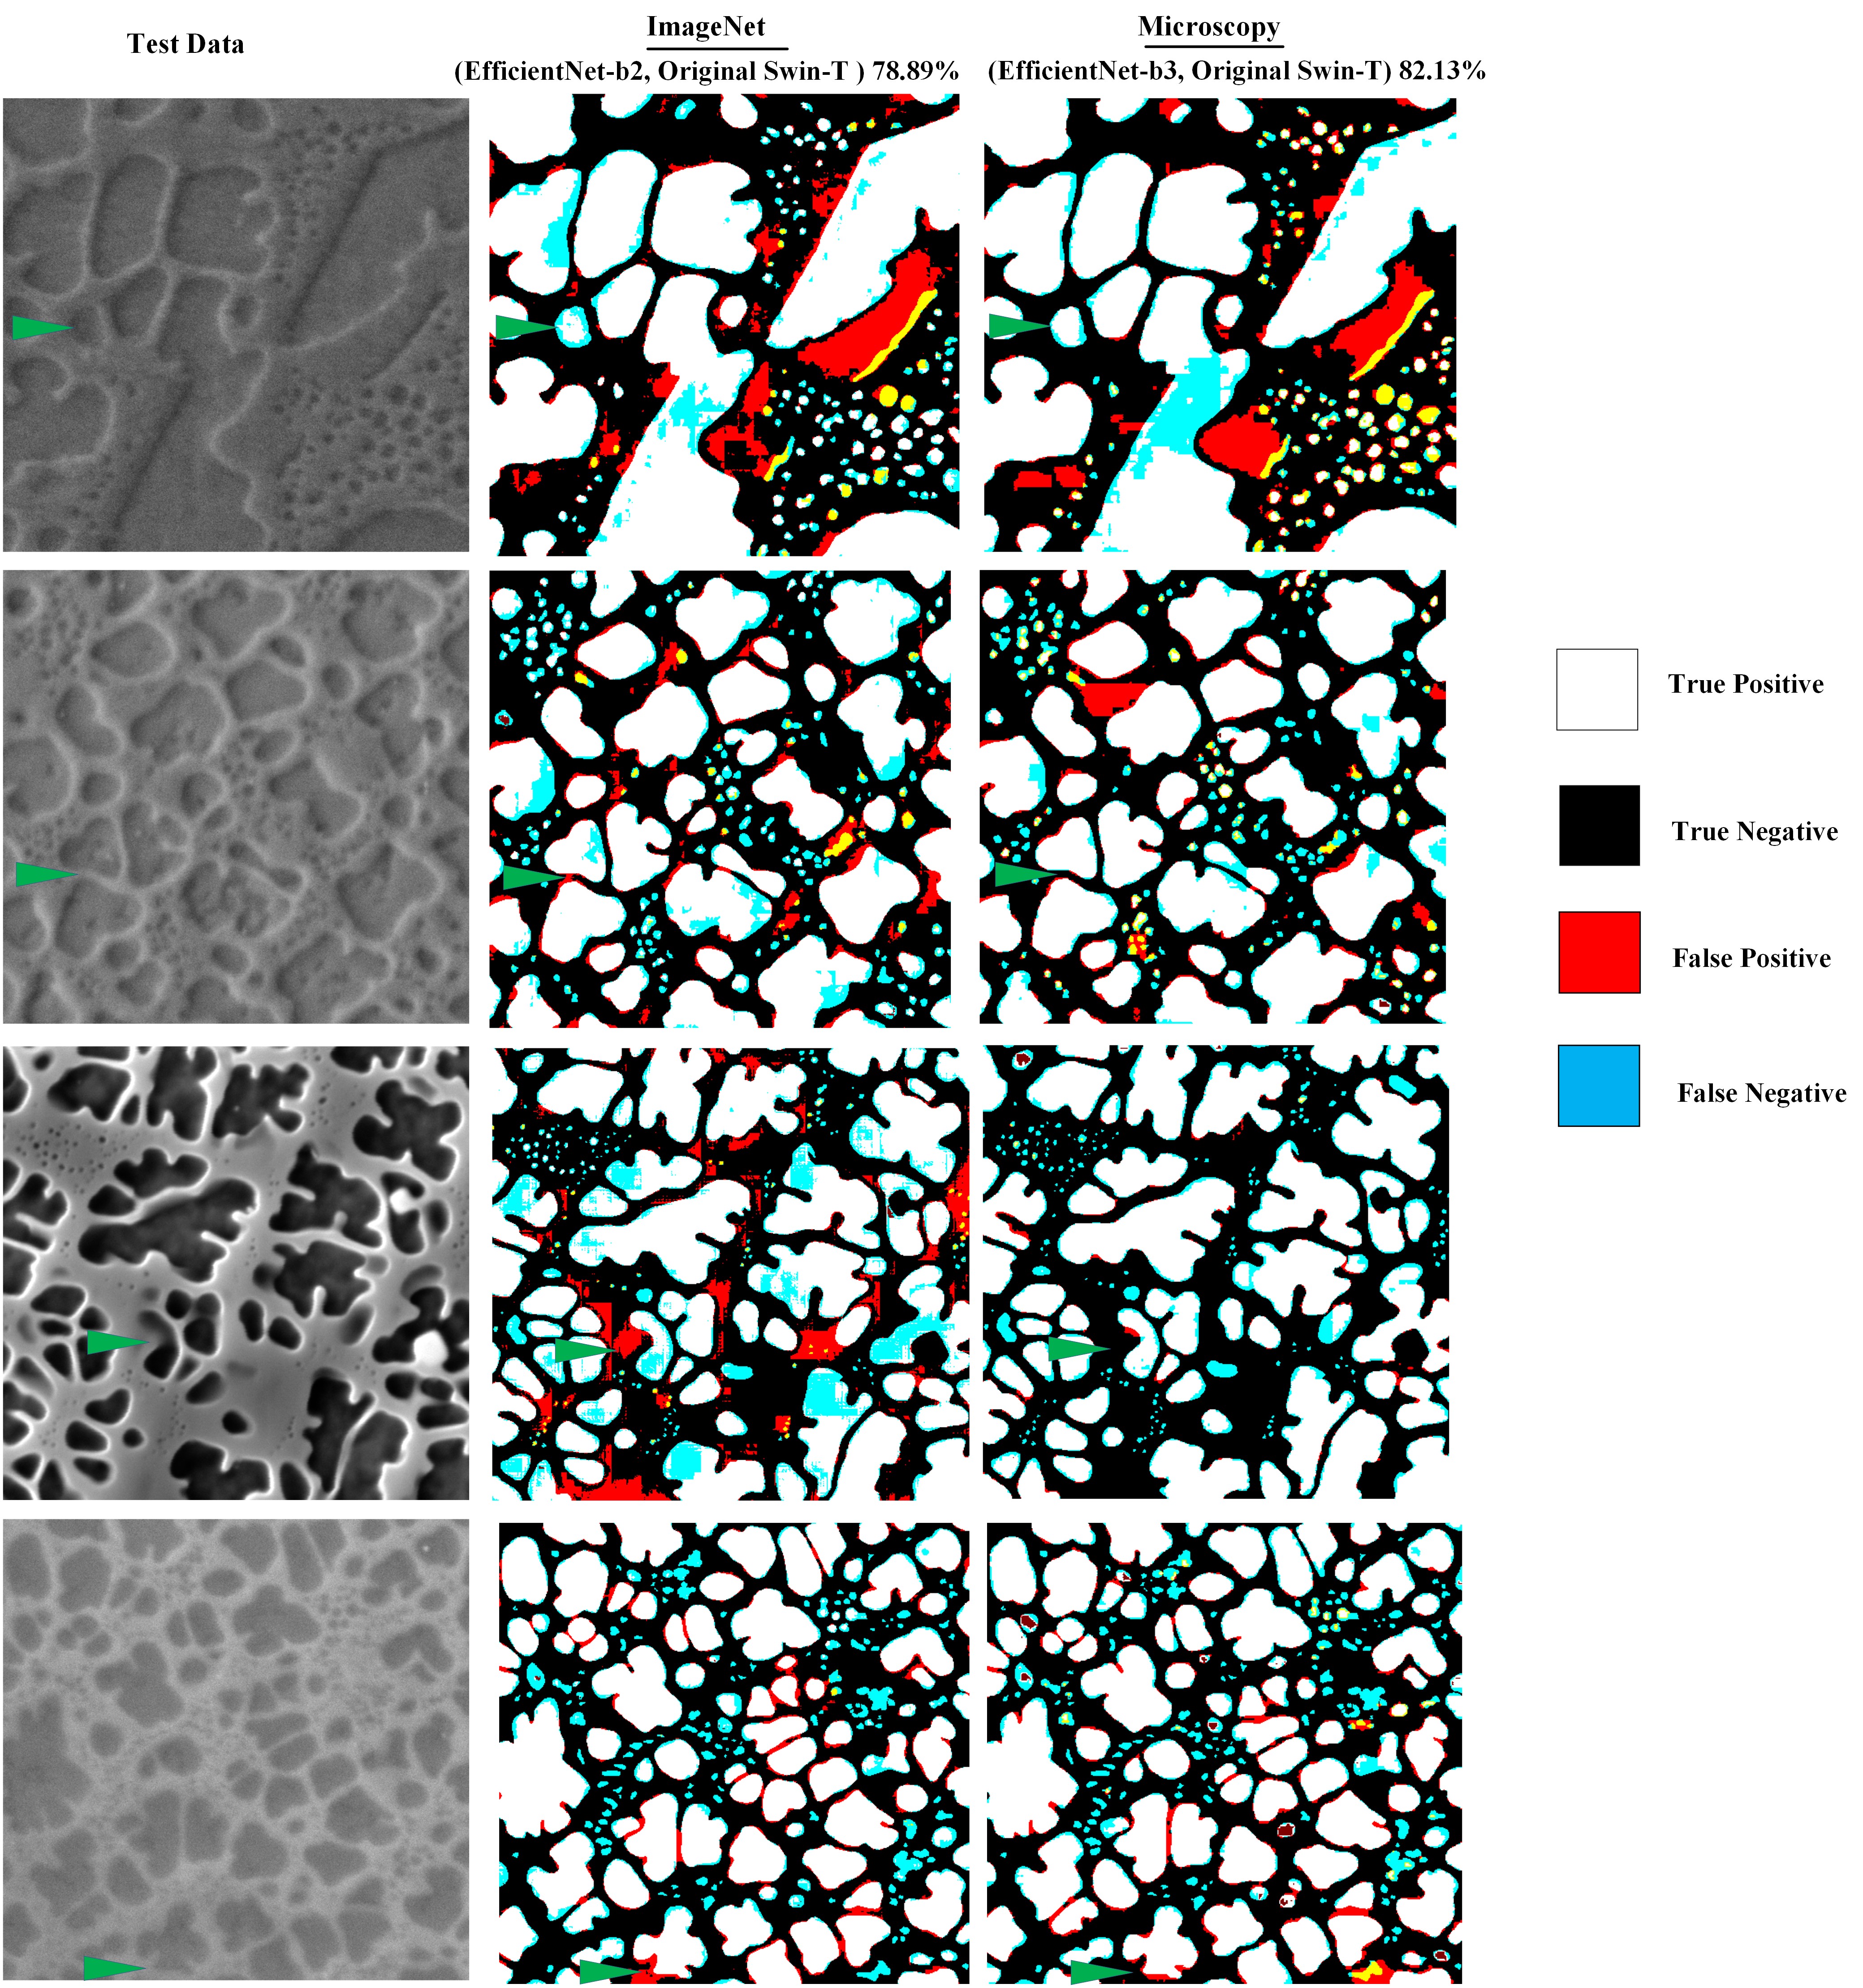 Test Data
ImageNet
(EfficientNet-b2, Original Swin-T ) 78.89%
Microscopy
(EfficientNet-b3, Original Swin-T) 82.13%
True Positive
True Negative
False Positive
False Negative